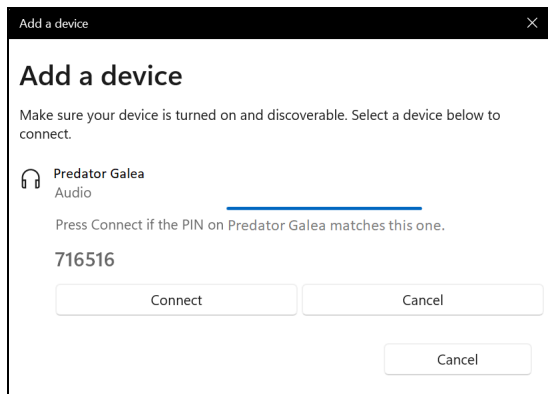 Add a device
Add a device
Make sure your device is turned on and discoverable. Select a device below to
connect.
Predator Galea
Audio
Press Connect if the PIN on Predator Galea matches this one.
716516
Connect Cancel
Cancel